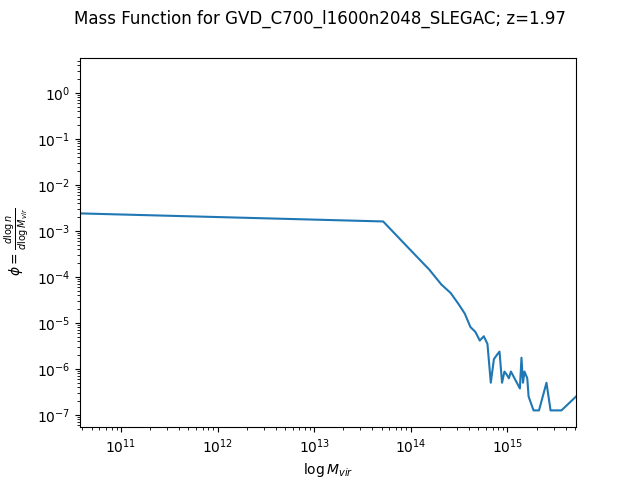 Mass Function for GVD_C700_l1600n2048_SLEGAC; z=1.97
10^0
10^-1
10^-2
10^-3
10^-4
10^-5
10^-6
10^-7
ϕ = d log n / d log M_vir
10^11 10^12 10^13 10^14 10^15
log M_vir